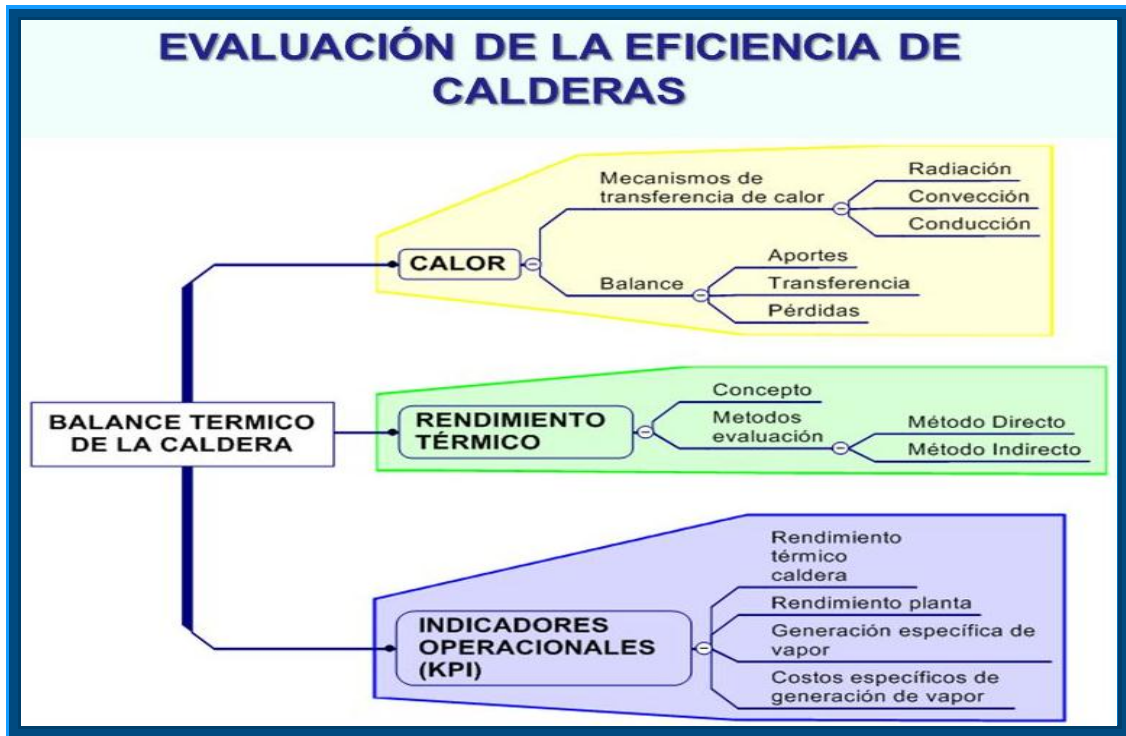 EVALUACIÓN DE LA EFICIENCIA DE
CALDERAS
Mecanismos de
transferencia de calor
Radiación
Convección
Conducción
CALOR
Balance
Aportes
Transferencia
Pérdidas
BALANCE TERMICO
DE LA CALDERA
RENDIMIENTO
TÉRMICO
Concepto
Metodos
evaluación
Método Directo
Método Indirecto
INDICADORES
OPERACIONALES
(KPI)
Rendimiento
térmico
caldera
Rendimiento planta
Generación específica de
vapor
Costos específicos de
generación de vapor